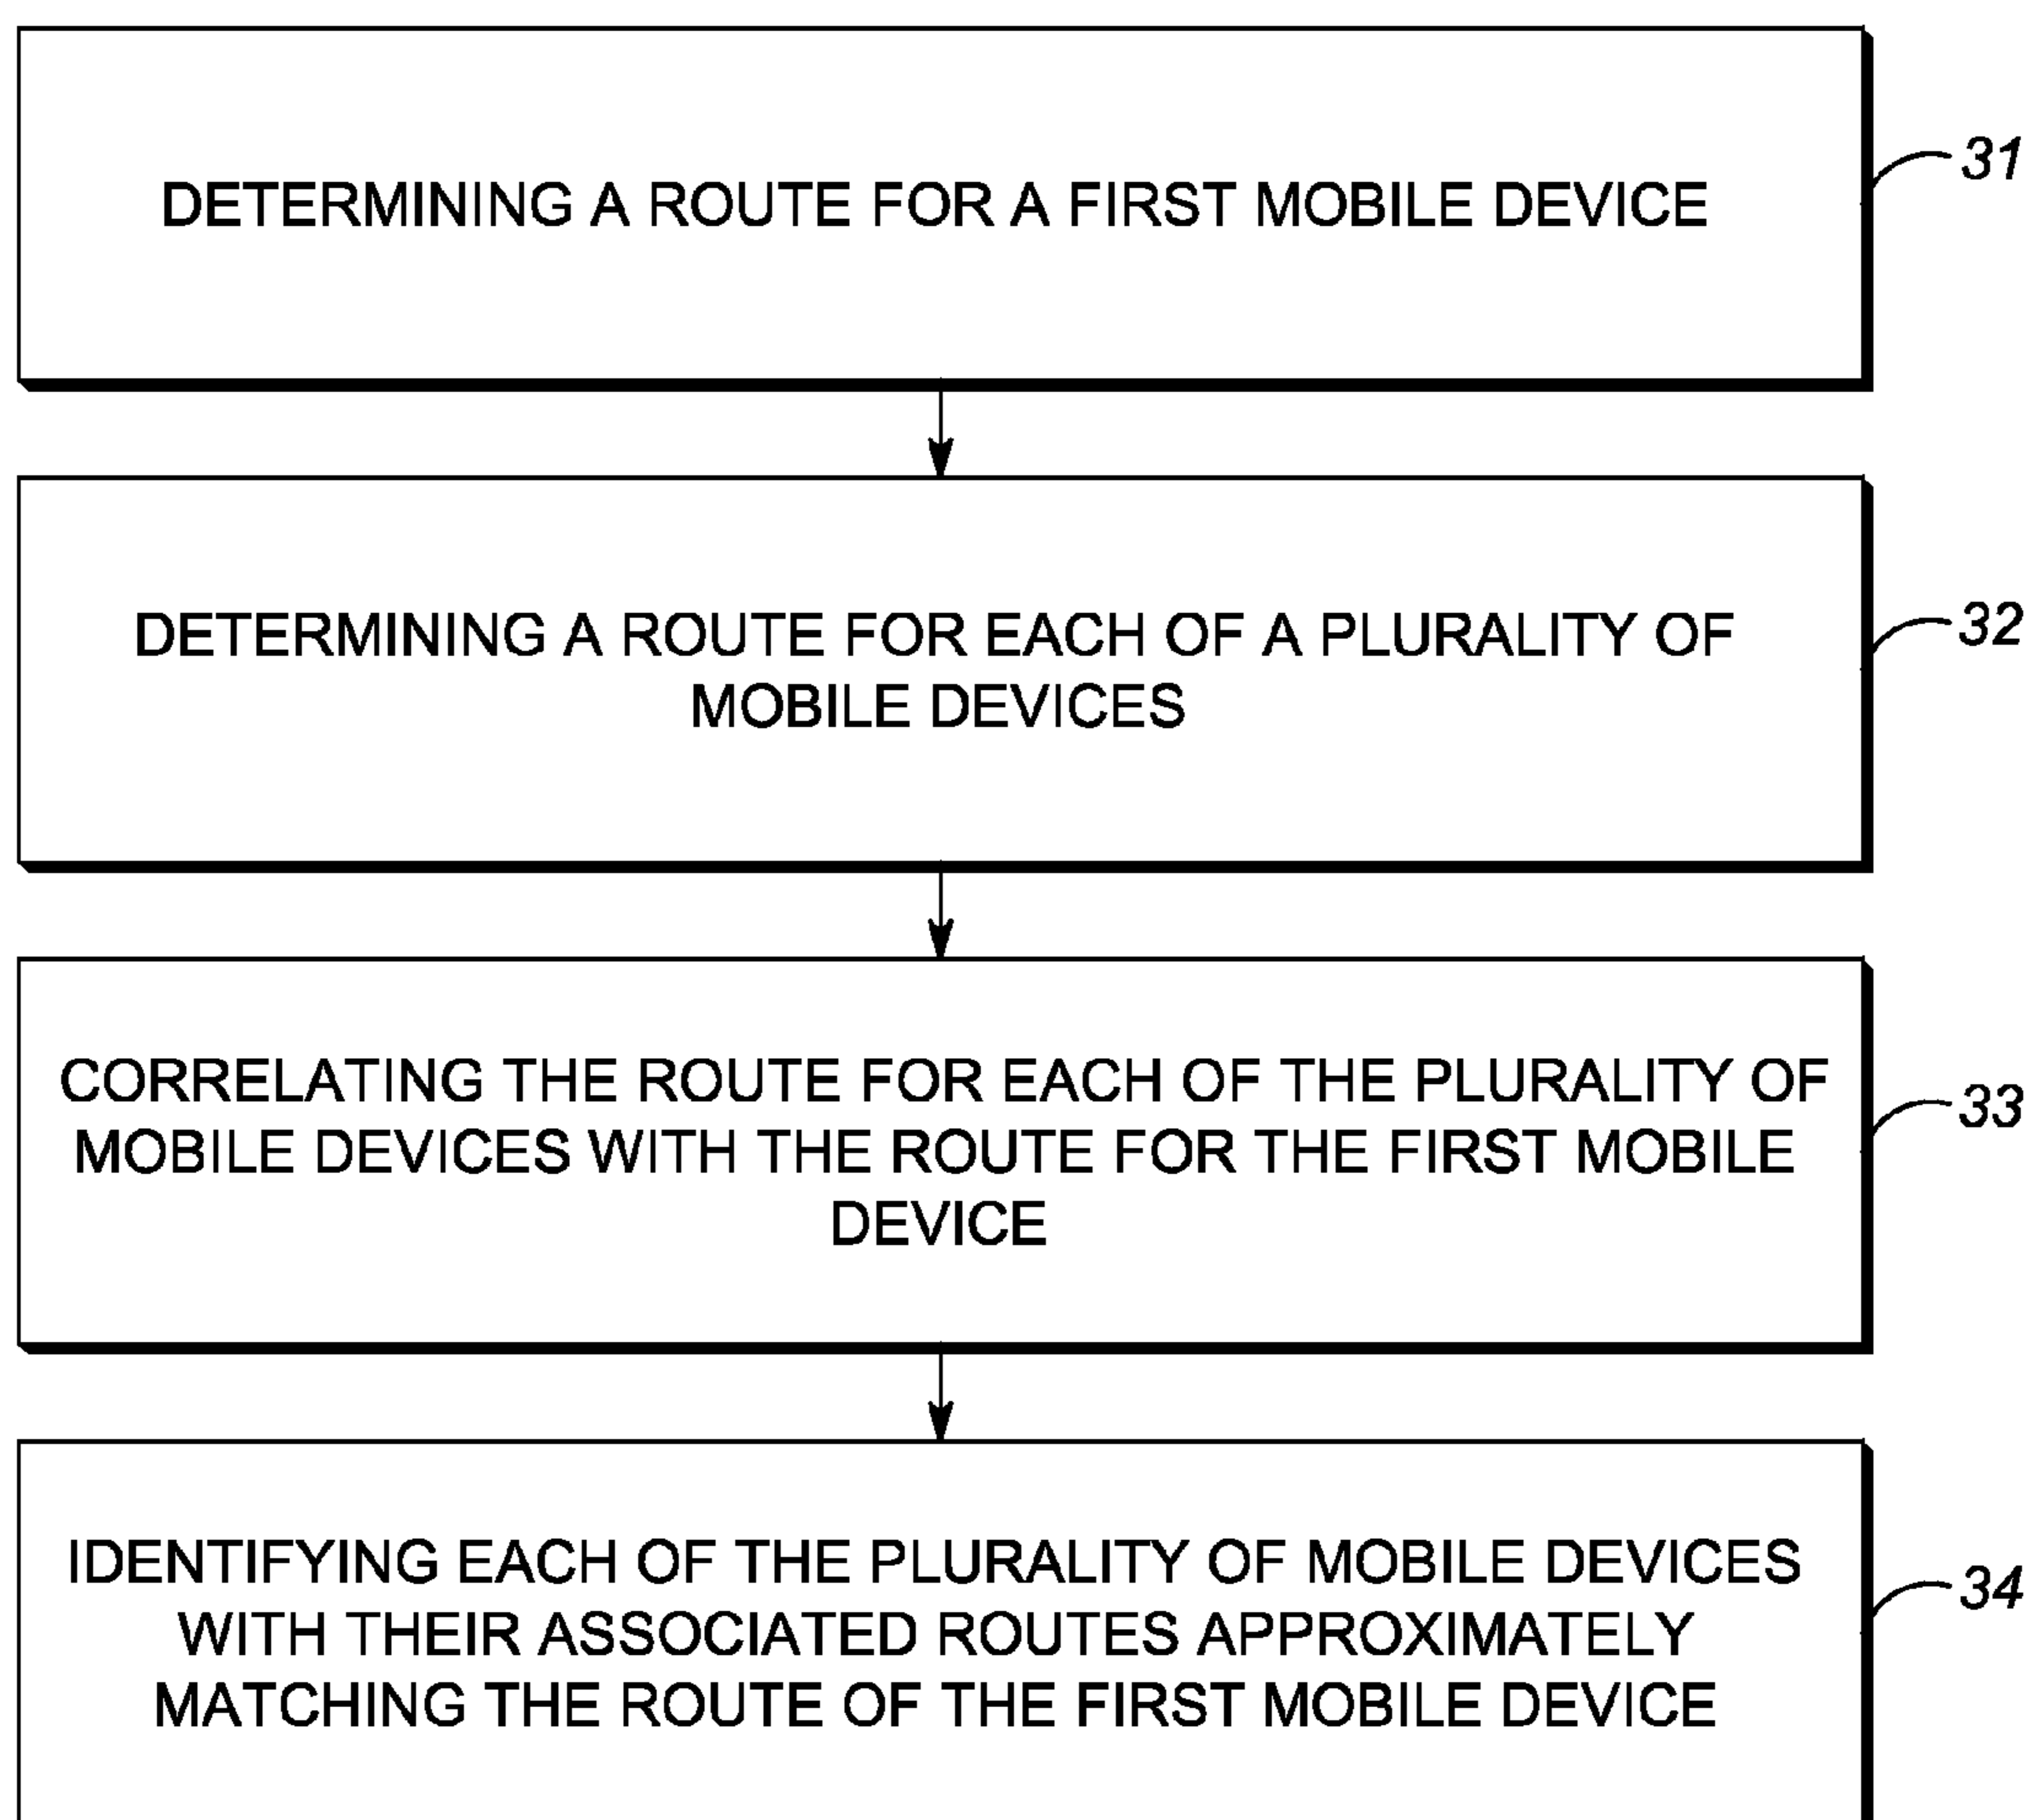 DETERMINING A ROUTE FOR A FIRST MOBILE DEVICE
31
DETERMINING A ROUTE FOR EACH OF A PLURALITY OF
MOBILE DEVICES
32
CORRELATING THE ROUTE FOR EACH OF THE PLURALITY OF
MOBILE DEVICES WITH THE ROUTE FOR THE FIRST MOBILE
DEVICE
33
IDENTIFYING EACH OF THE PLURALITY OF MOBILE DEVICES
WITH THEIR ASSOCIATED ROUTES APPROXIMATELY
MATCHING THE ROUTE OF THE FIRST MOBILE DEVICE
34